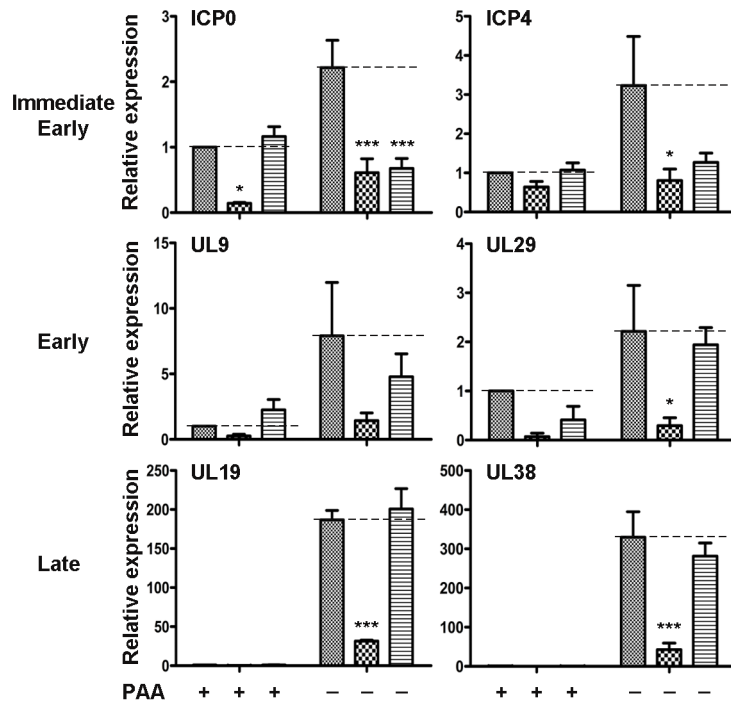 ICP0
ICP4
Immediate
Early
Relative expression
3
2
1
0
*
***
***
5
4
3
2
1
0
*
UL9
UL29
Early
Relative expression
15
10
5
0
4
3
2
1
0
*
UL19
UL38
Late
Relative expression
250
200
150
100
50
0
***
500
400
300
200
100
0
***
PAA + + + – – – + + + – – –